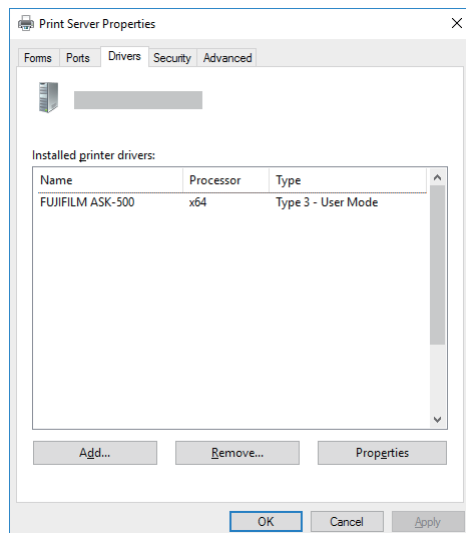 Print Server Properties
Forms Ports Drivers Security Advanced
Installed printer drivers:
Name Processor Type
FUJIFILM ASK-500 x64 Type 3 - User Mode
Add... Remove... Properties
OK Cancel Apply